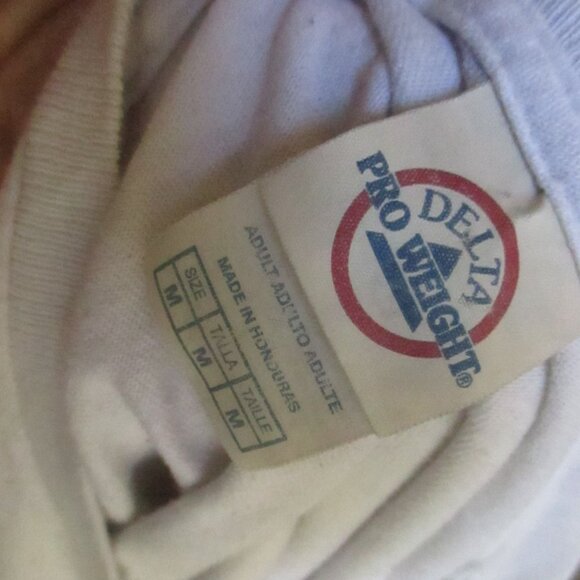 DELTA
PRO WEIGHT®
ADULT ADULTO ADULTE
MADE IN HONDURAS
SIZE TALLA TAILLE
M M M